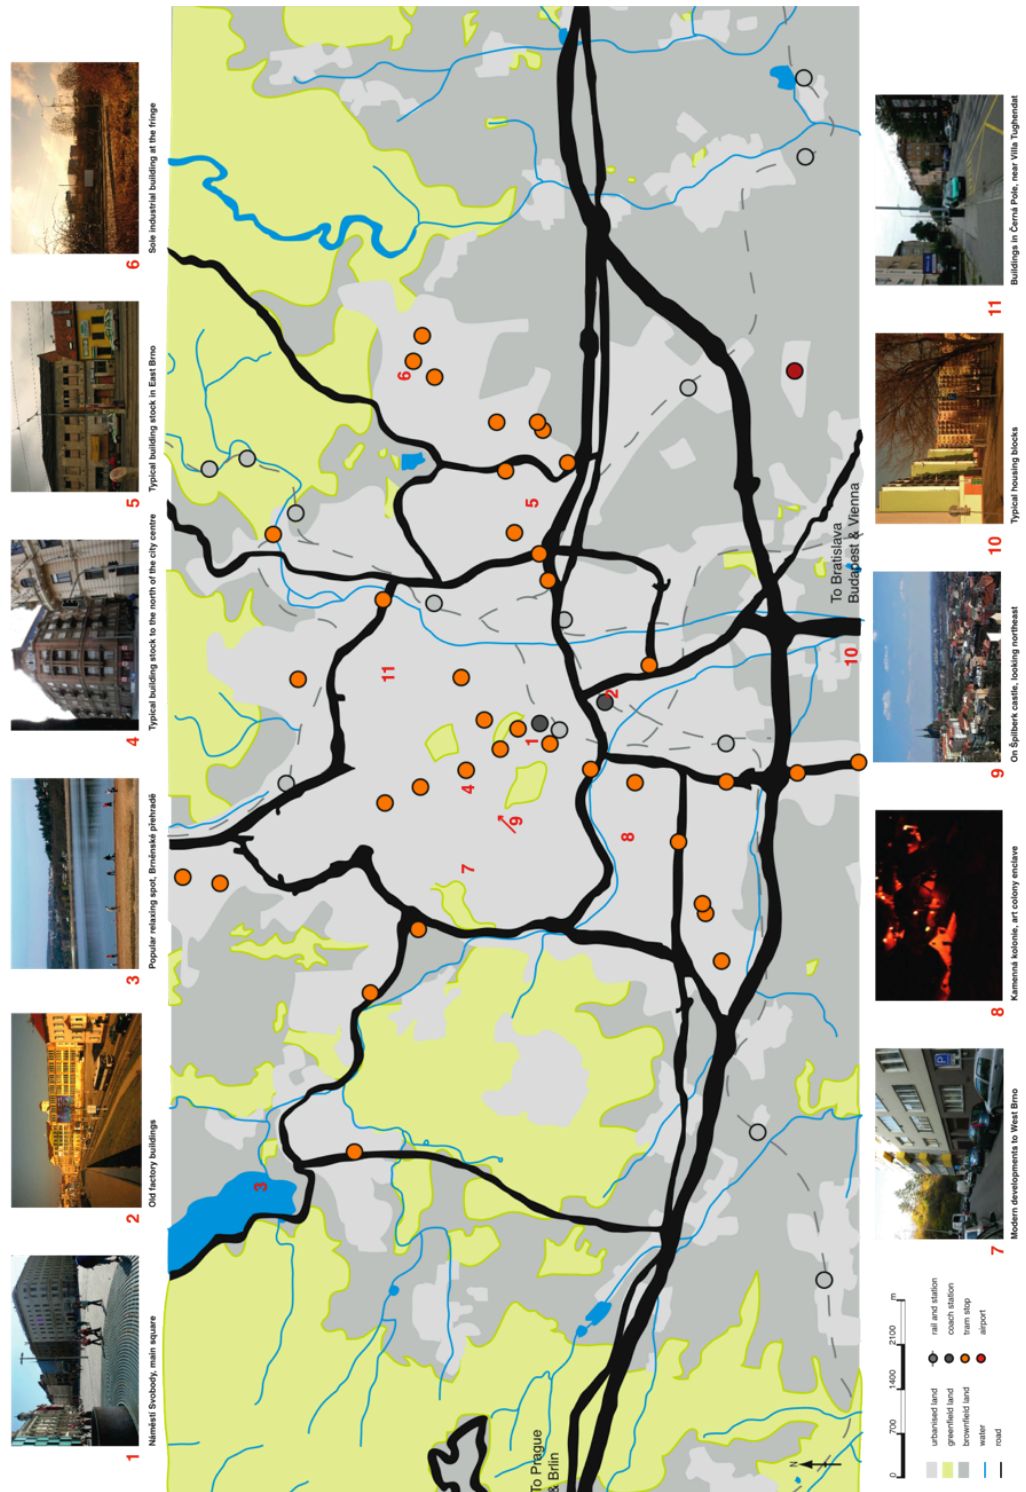 1
Náměstí Svobody, main square
2
Old factory buildings
3
Popular relaxing spot, Brněnské přehradě
4
Typical building stock to the north of the city centre
5
Typical building stock in East Brno
6
Sole industrial building at the fringe
3
6
11
7
4
9
1
5
2
8
10
To Prague
& Brlin
To Bratislava
Budapest & Vienna
N
0 700 1400 2100 m
urbanised land
greenfield land
brownfield land
water
road
rail and station
coach station
tram stop
airport
7
Modern developments to West Brno
8
Kamenná kolonie, art colony enclave
9
On Špilberk castle, looking northeast
10
Typical housing blocks
11
Buildings in Černá Pole, near Villa Tughendat